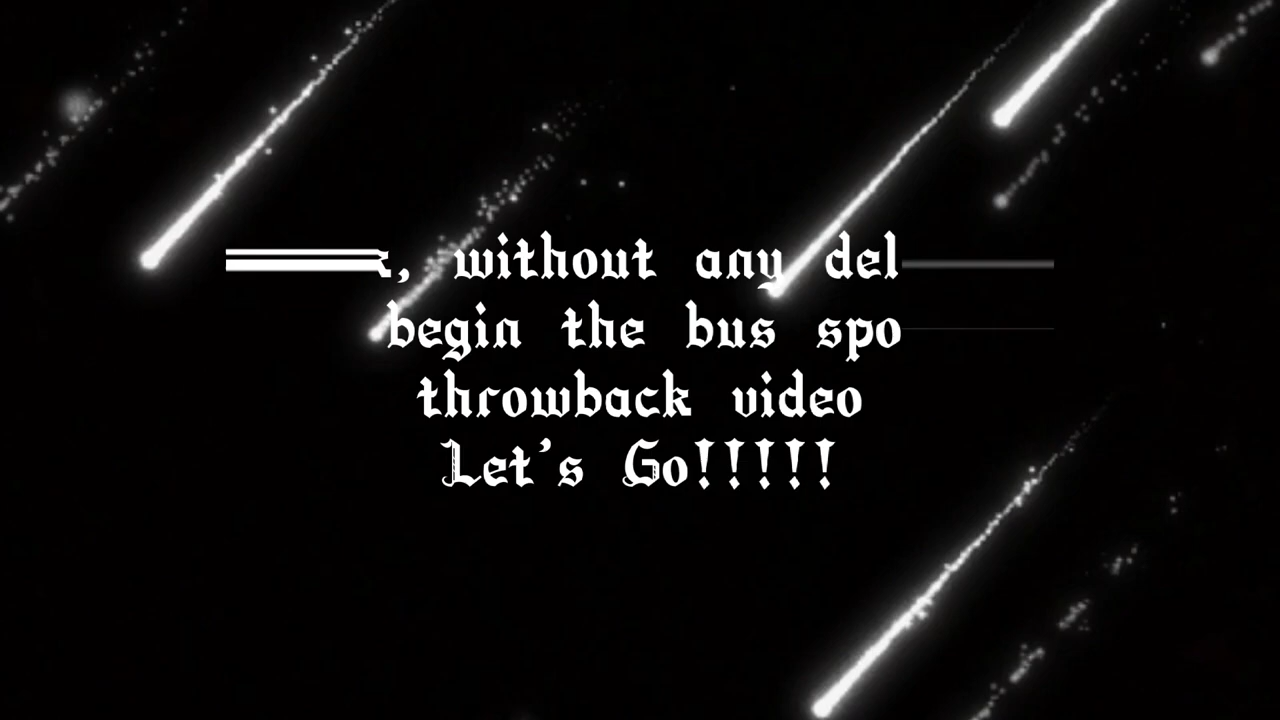 , without any del
begin the bus spo
throwback video
Let's Go!!!!!